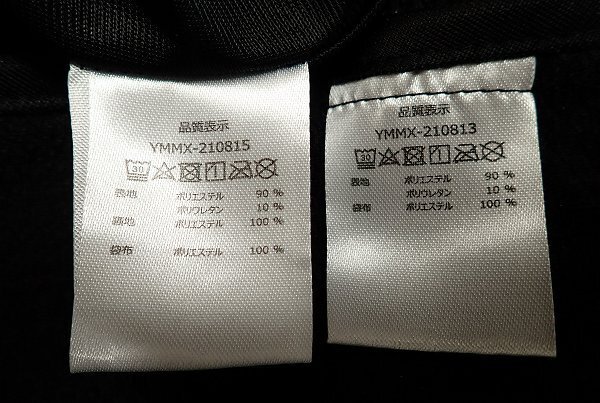 品質表示
YMMX-210815
30
表地 ポリエステル 90 %
ポリウレタン 10 %
裏地 ポリエステル 100 %
袋布 ポリエステル 100 %
品質表示
YMMX-210813
30
表地 ポリエステル 90 %
ポリウレタン 10 %
袋布 ポリエステル 100 %